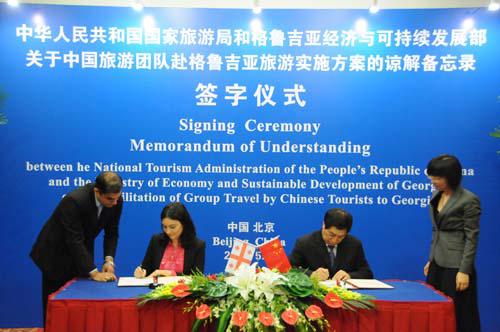 中华人民共和国国家旅游局和格鲁吉亚经济与可持续发展部
关于中国旅游团队赴格鲁吉亚旅游实施方案的谅解备忘录
签字仪式
Signing Ceremony
Memorandum of Understanding
between he National Tourism Administration of the People's Republic
and the istry of Economy and Sustainable Development of Georg
ilitation of Group Travel by Chinese Tourists to Georgi
中国 北京
Beijing, China